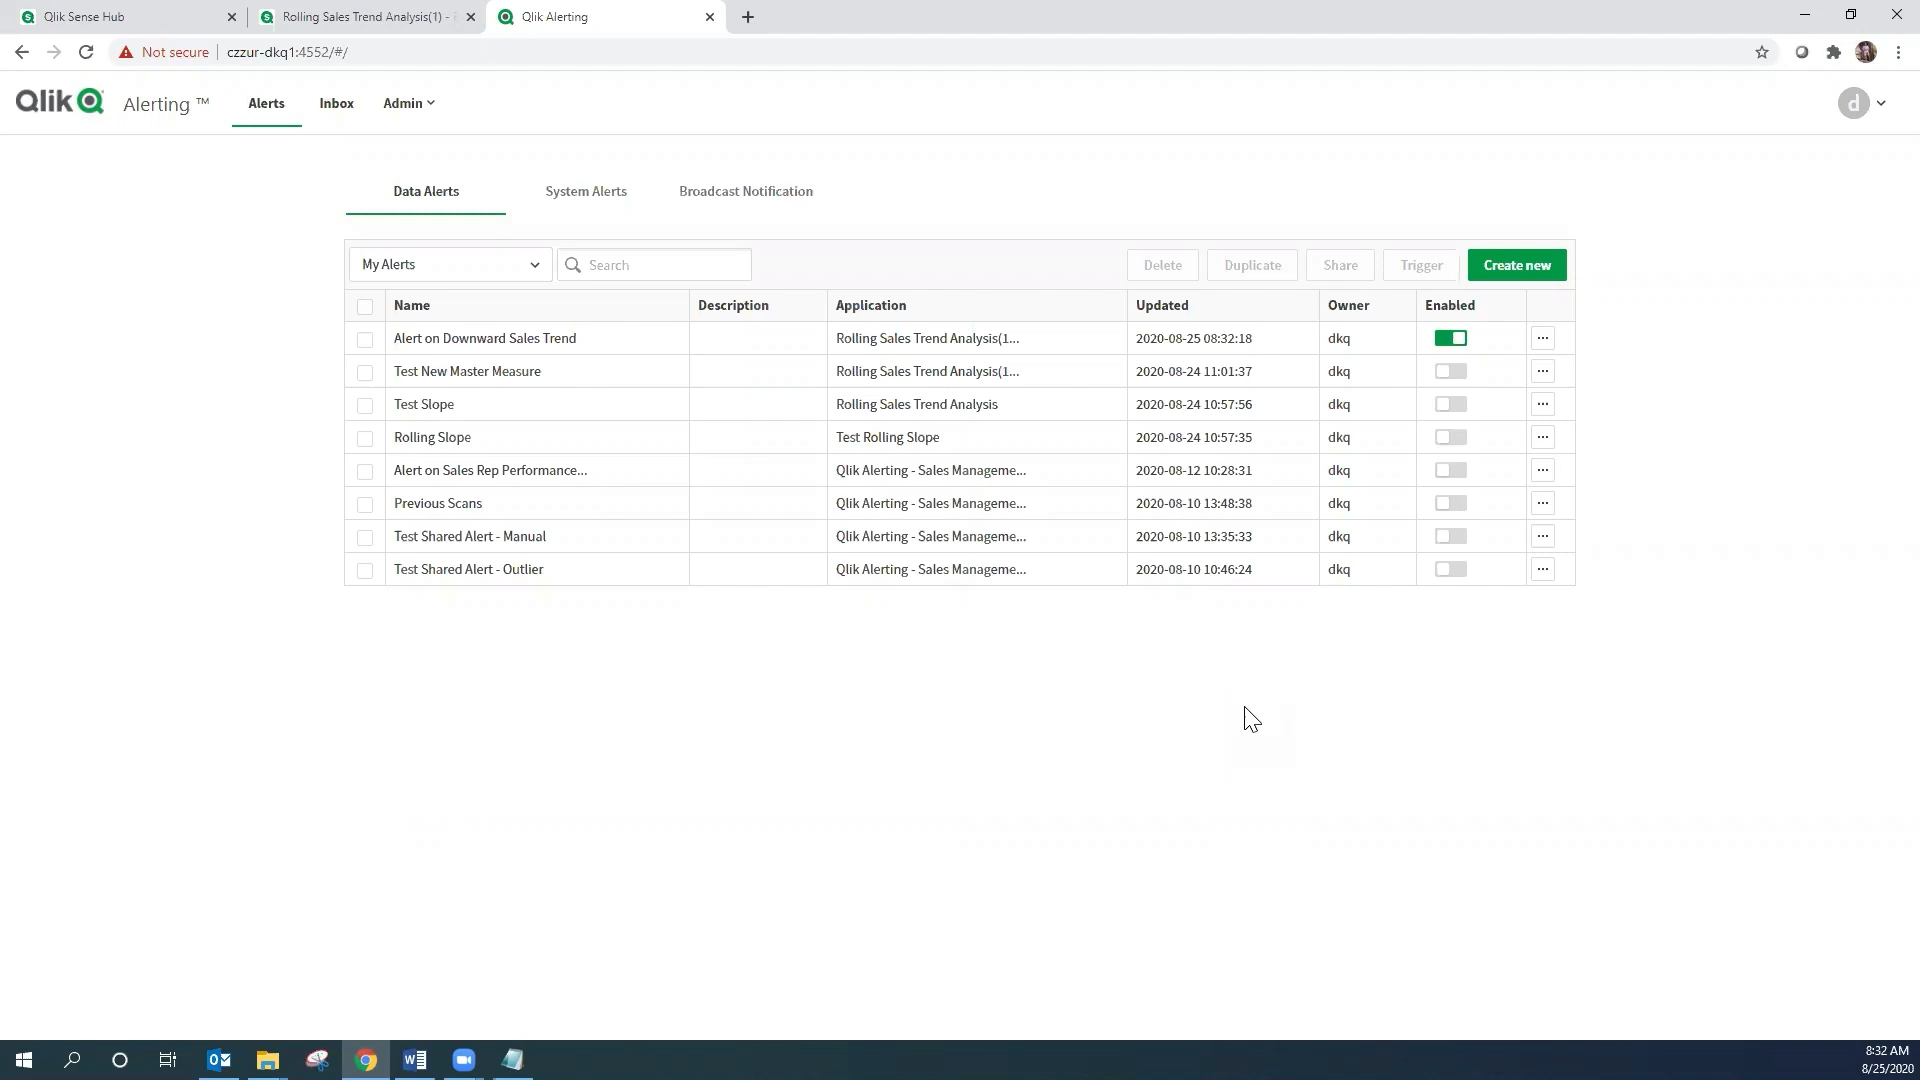 Qlik Sense Hub
Rolling Sales Trend Analysis(1) -
Qlik Alerting
Not secure
czzur-dkq1:4552/#/
Qlik Alerting ™
Alerts
Inbox
Admin
d
Data Alerts
System Alerts
Broadcast Notification
My Alerts
Search
Delete
Duplicate
Share
Trigger
Create new
Name Description Application Updated Owner Enabled
Alert on Downward Sales Trend Rolling Sales Trend Analysis(1... 2020-08-25 08:32:18 dkq ...
Test New Master Measure Rolling Sales Trend Analysis(1... 2020-08-24 11:01:37 dkq ...
Test Slope Rolling Sales Trend Analysis 2020-08-24 10:57:56 dkq ...
Rolling Slope Test Rolling Slope 2020-08-24 10:57:35 dkq ...
Alert on Sales Rep Performance... Qlik Alerting - Sales Manageme... 2020-08-12 10:28:31 dkq ...
Previous Scans Qlik Alerting - Sales Manageme... 2020-08-10 13:48:38 dkq ...
Test Shared Alert - Manual Qlik Alerting - Sales Manageme... 2020-08-10 13:35:33 dkq ...
Test Shared Alert - Outlier Qlik Alerting - Sales Manageme... 2020-08-10 10:46:24 dkq ...
8:32 AM
8/25/2020